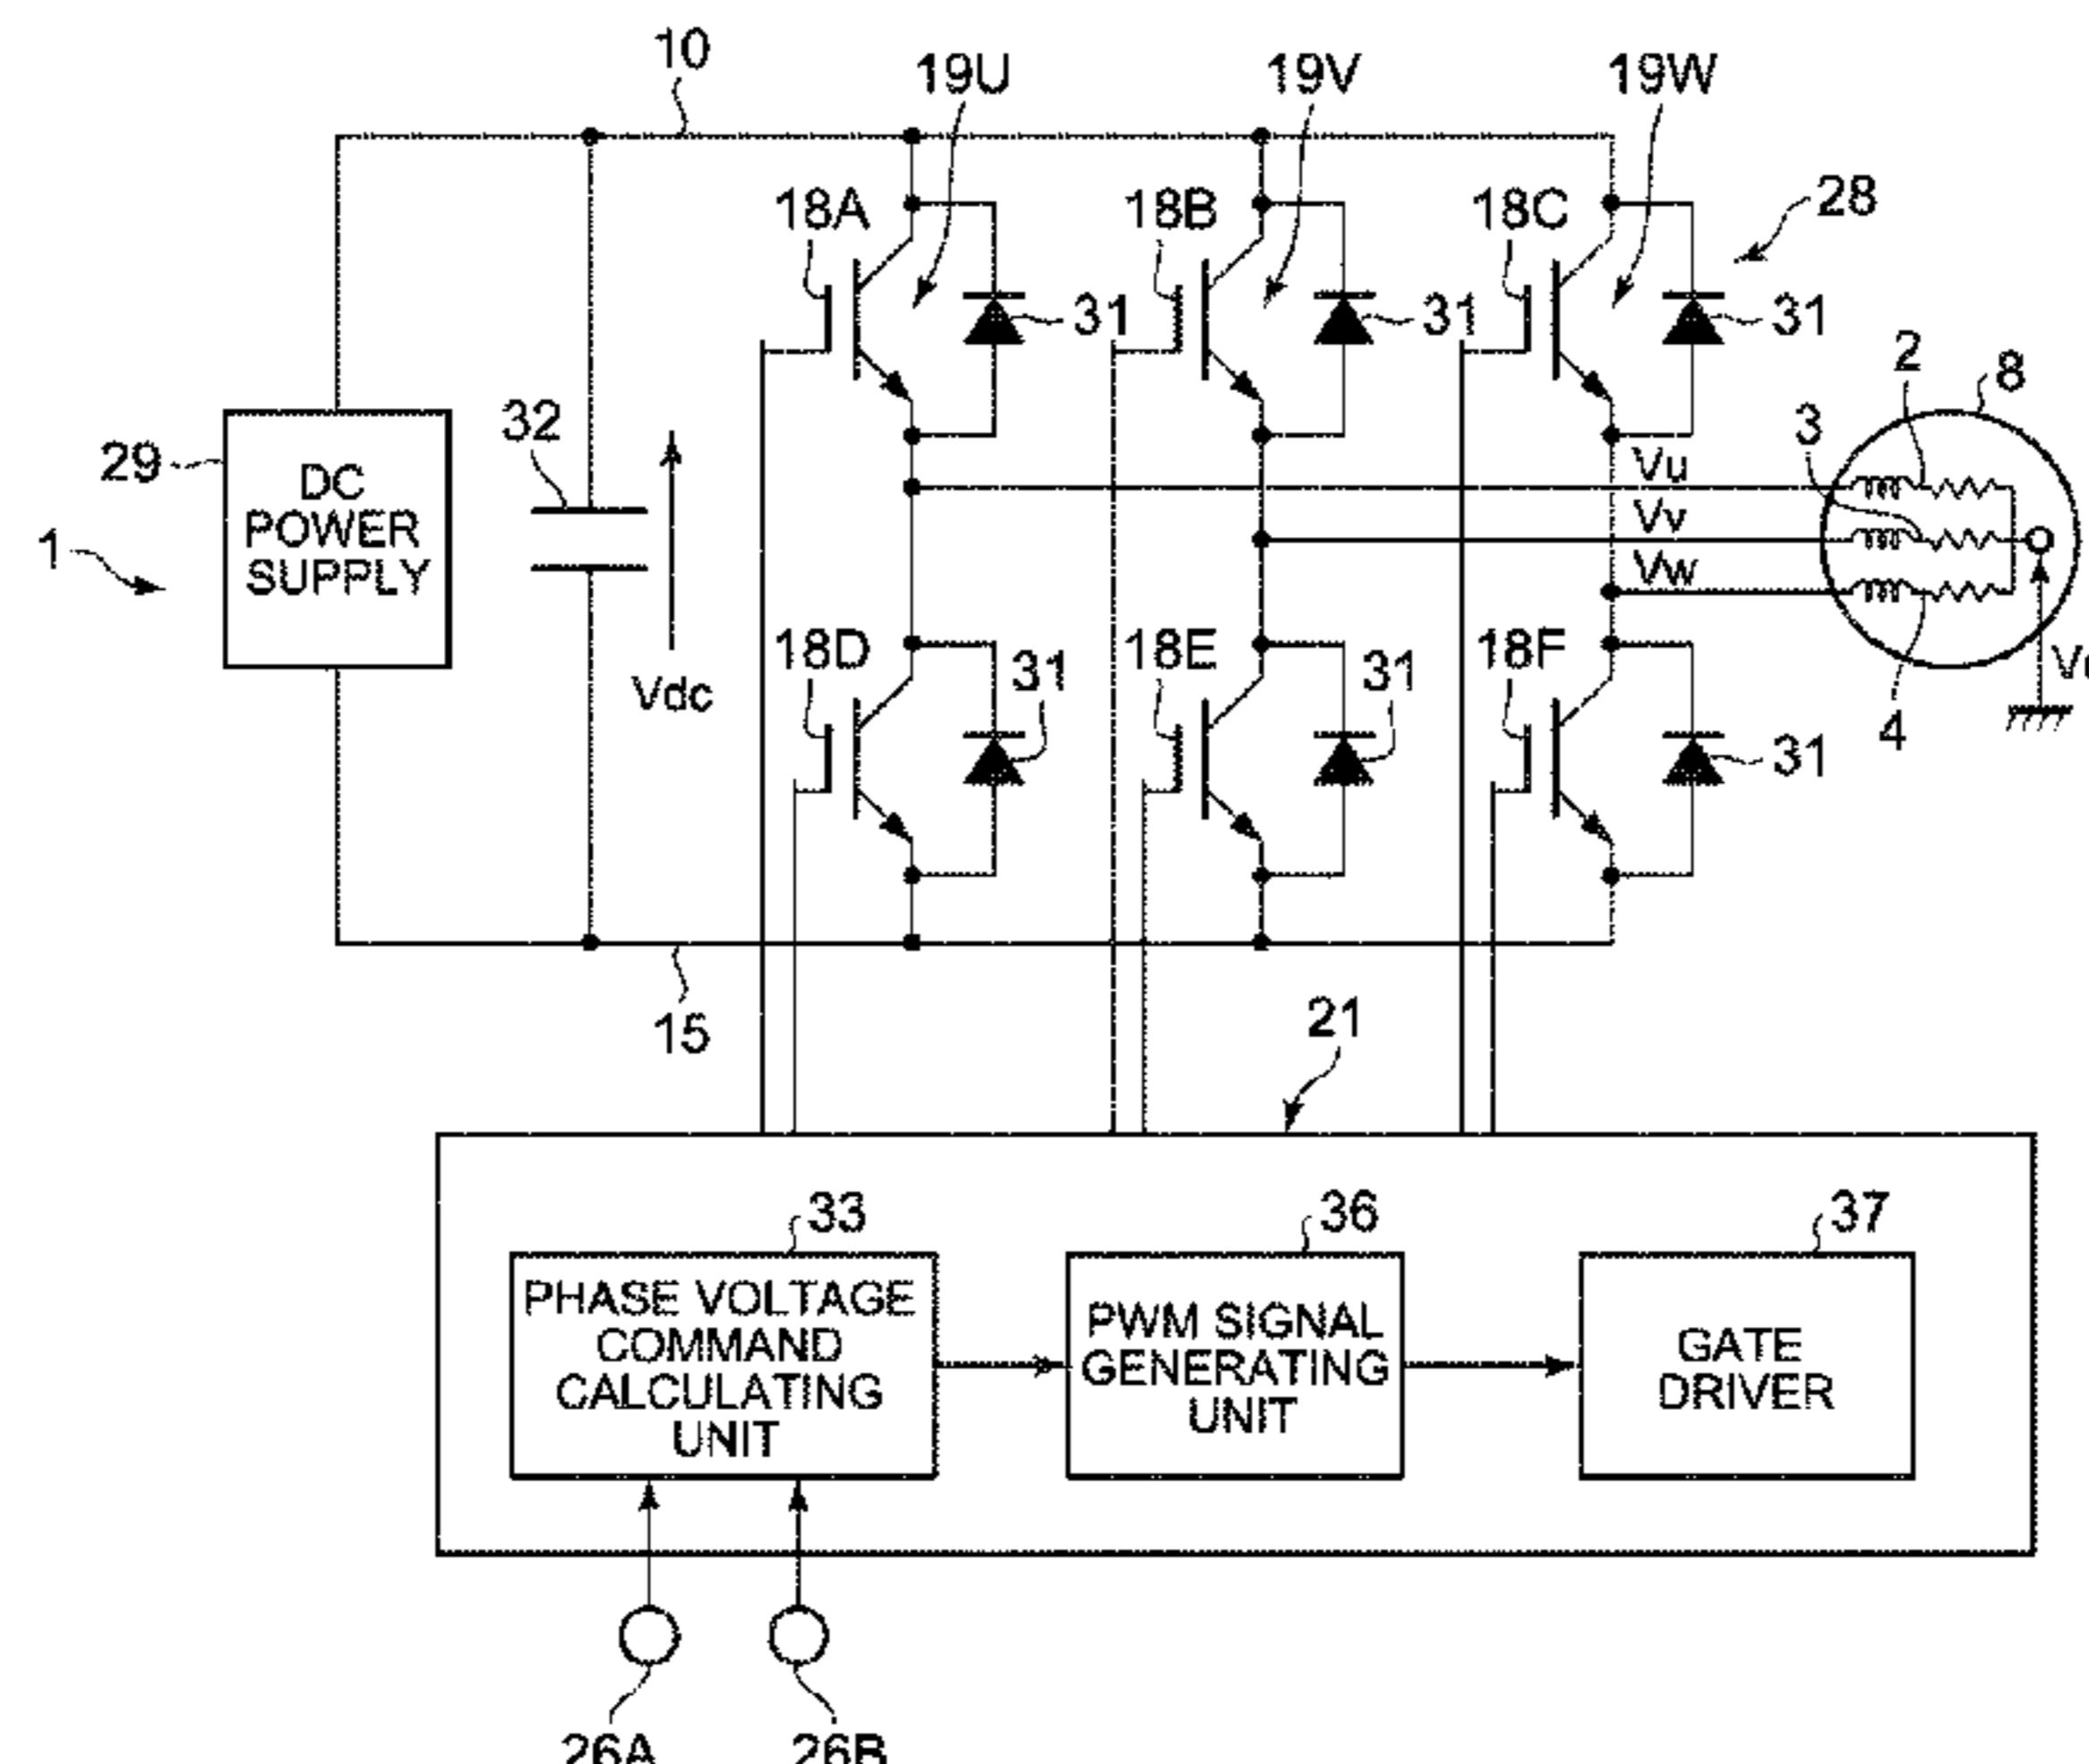 10
19U
19V
19W
28
18A
18B
18C
31
31
31
2
8
3
32
29
DC
POWER
SUPPLY
1
Vdc
Vu
Vv
Vw
4
18D
18E
18F
31
31
31
15
21
33
36
37
PHASE VOLTAGE
COMMAND
CALCULATING
UNIT
PWM SIGNAL
GENERATING
UNIT
GATE
DRIVER
26A
26B